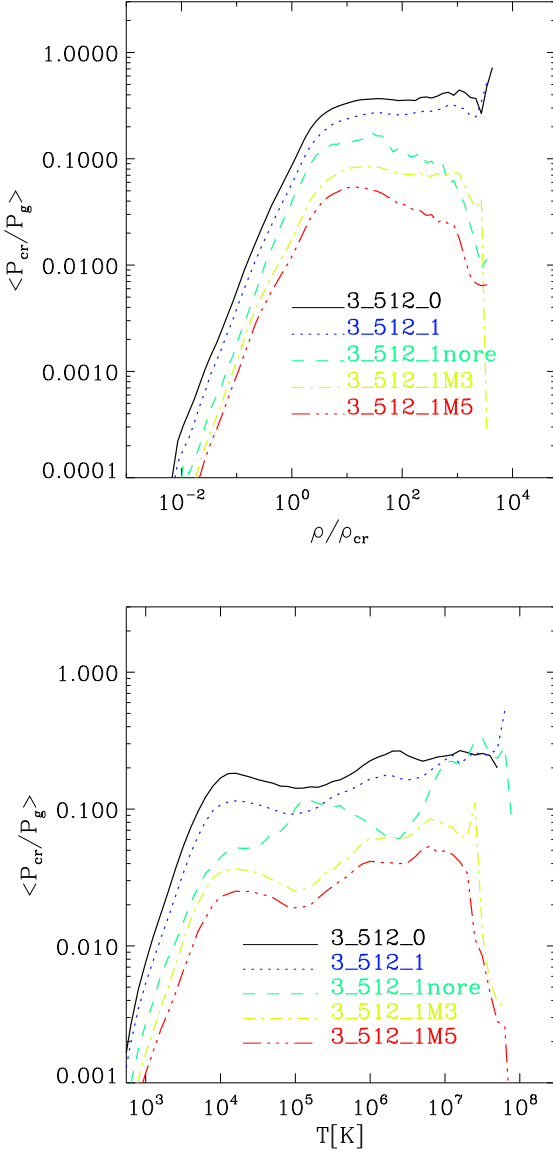 1.0000
0.1000
0.0100
0.0010
0.0001
<P_cr/P_g>
3_512_0
3_512_1
3_512_1nore
3_512_1M3
3_512_1M5
10^-2 10^0 10^2 10^4
ρ/ρ_cr
1.000
0.100
0.010
0.001
<P_cr/P_g>
3_512_0
3_512_1
3_512_1nore
3_512_1M3
3_512_1M5
10^3 10^4 10^5 10^6 10^7 10^8
T[K]